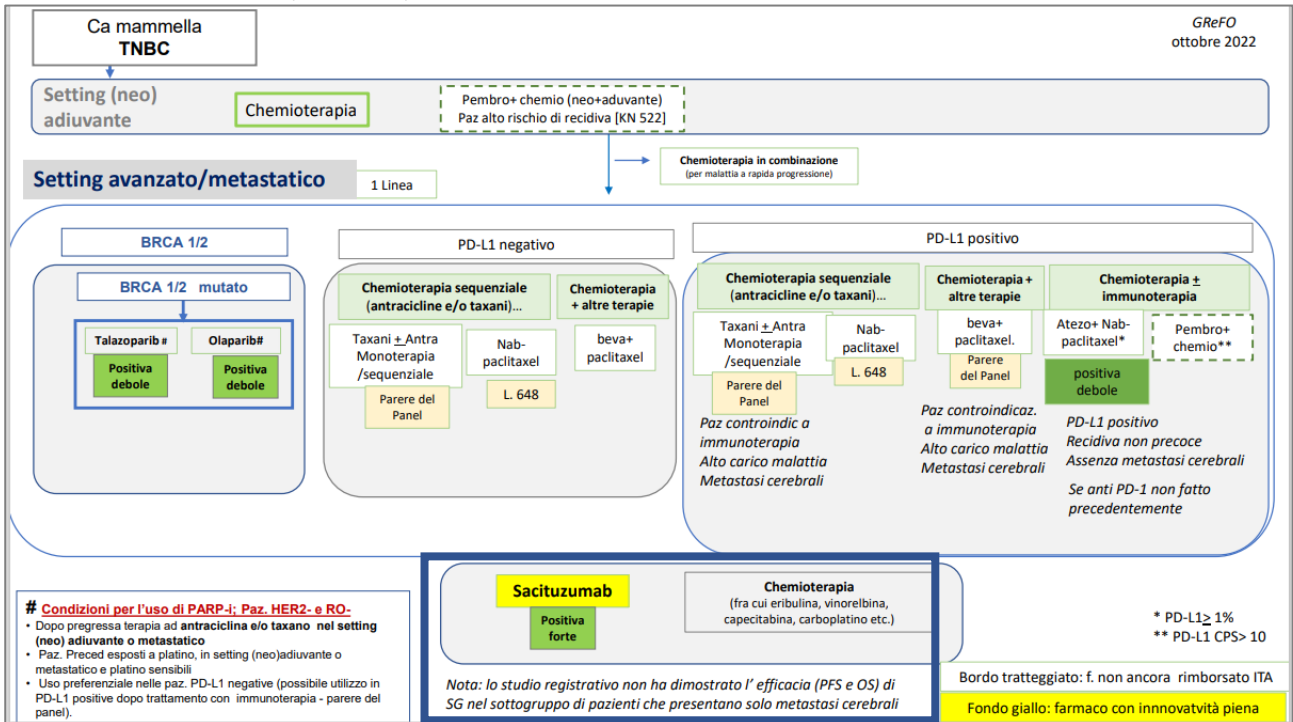 Ca mammella
TNBC
GReFO
ottobre 2022
Setting (neo)
adiuvante
Chemioterapia
Pembro+ chemio (neo+aduvante)
Paz alto rischio di recidiva [KN 522]
Chemioterapia in combinazione
(per malattia a rapida progressione)
Setting avanzato/metastatico
1 Linea
BRCA 1/2
BRCA 1/2 mutato
Talazoparib #
Positiva
debole
Olaparib#
Positiva
debole
PD-L1 negativo
Chemioterapia sequenziale
(antracicline e/o taxani)...
Taxani + Antra
Monoterapia
/sequenziale
Parere del
Panel
Nab-
paclitaxel
L. 648
Chemioterapia
+ altre terapie
beva+
paclitaxel
PD-L1 positivo
Chemioterapia sequenziale
(antracicline e/o taxani)...
Taxani + Antra
Monoterapia
/sequenziale
Parere del
Panel
Nab-
paclitaxel
L. 648
Paz controindic a
immunoterapia
Alto carico malattia
Metastasi cerebrali
Chemioterapia +
altre terapie
beva+
paclitaxel.
Parere
del Panel
Paz controindicaz.
a immunoterapia
Alto carico malattia
Metastasi cerebrali
Chemioterapia +
immunoterapia
Atezo+ Nab-
paclitaxel*
positiva
debole
Pembro+
chemio**
PD-L1 positivo
Recidiva non precoce
Assenza metastasi cerebrali
Se anti PD-1 non fatto
precedentemente
Sacituzumab
Positiva
forte
Chemioterapia
(fra cui eribulina, vinorelbina,
capecitabina, carboplatino etc.)
Nota: lo studio registrativo non ha dimostrato l' efficacia (PFS e OS) di
SG nel sottogruppo di pazienti che presentano solo metastasi cerebrali
# Condizioni per l'uso di PARP-i; Paz. HER2- e RO-
• Dopo pregressa terapia ad antraciclina e/o taxano nel setting
(neo) adiuvante o metastatico
• Paz. Preced esposti a platino, in setting (neo)adiuvante o
metastatico e platino sensibili
• Uso preferenziale nelle paz. PD-L1 negative (possibile utilizzo in
PD-L1 positive dopo trattamento con immunoterapia - parere del
panel).
* PD-L1≥ 1%
** PD-L1 CPS> 10
Bordo tratteggiato: f. non ancora rimborsato ITA
Fondo giallo: farmaco con innnovatvità piena